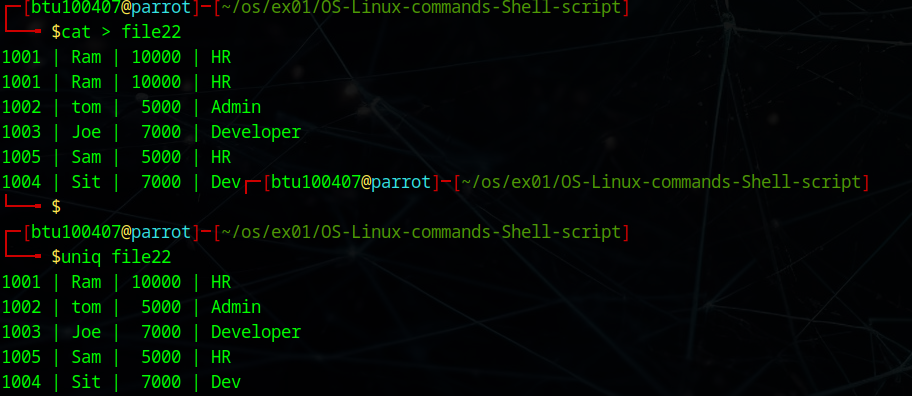 ┌─[btu100407@parrot]─[~/os/ex01/OS-Linux-commands-Shell-script]
└──╼ $cat > file22
1001 | Ram | 10000 | HR
1001 | Ram | 10000 | HR
1002 | tom |  5000 | Admin
1003 | Joe |  7000 | Developer
1005 | Sam |  5000 | HR
1004 | Sit |  7000 | Dev┌─[btu100407@parrot]─[~/os/ex01/OS-Linux-commands-Shell-script]
└──╼ $
┌─[btu100407@parrot]─[~/os/ex01/OS-Linux-commands-Shell-script]
└──╼ $uniq file22
1001 | Ram | 10000 | HR
1002 | tom |  5000 | Admin
1003 | Joe |  7000 | Developer
1005 | Sam |  5000 | HR
1004 | Sit |  7000 | Dev